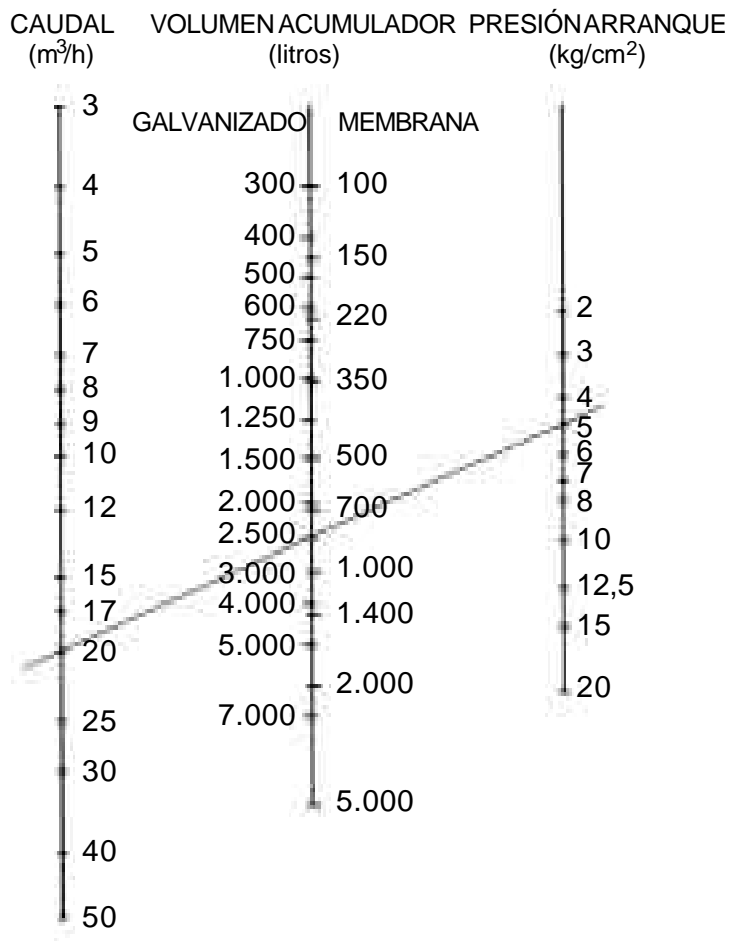 CAUDAL VOLUMEN ACUMULADOR PRESIÓN ARRANQUE
(m³/h) (litros) (kg/cm²)
3
GALVANIZADO MEMBRANA
4 300 100
400
5 150
500
6 600 220 2
750
7 3
8 1.000 350
4
9 1.250 5
10 1.500 500 6
7
2.000 8
12 700
2.500 10
15 3.000 1.000
12,5
17 4.000 1.400
15
20 5.000
2.000 20
25 7.000
30
5.000
40
50